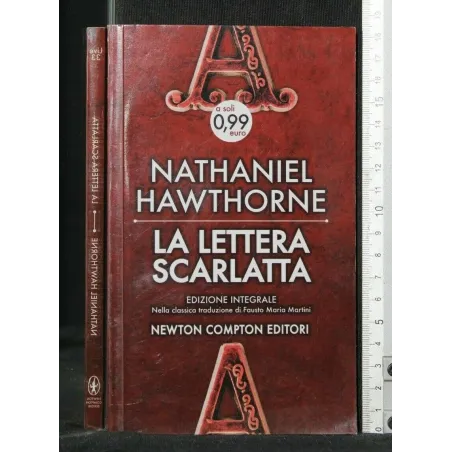 A
a soli
0,99
euro
NATHANIEL
HAWTHORNE
LA LETTERA
SCARLATTA
EDIZIONE INTEGRALE
Nella classica traduzione di Fausto Maria Martini
NEWTON COMPTON EDITORI
A
NATHANIEL HAWTHORNE
LA LETTERA SCARLATTA
Live